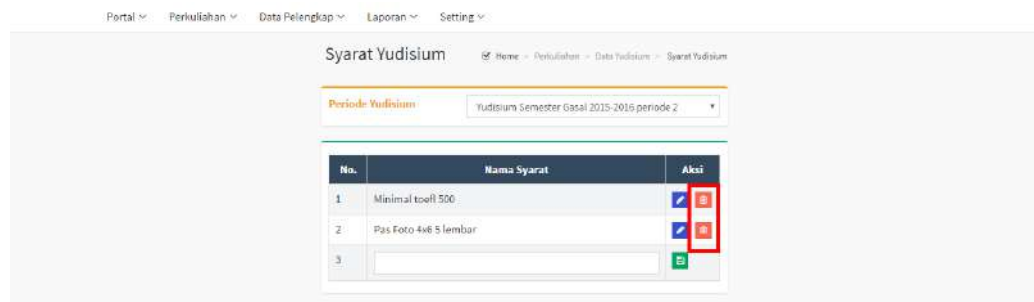 Portal Perkuliahan Data Pelengkap Laporan Setting
Syarat Yudisium Home > Perkuliahan > Data Yudisium > Syarat Yudisium
Periode Yudisium Yudisium Semester Gasal 2015-2016 periode 2
No. Nama Syarat Aksi
1 Minimal toefl 500
2 Pas Foto 4x6 5 lembar
3